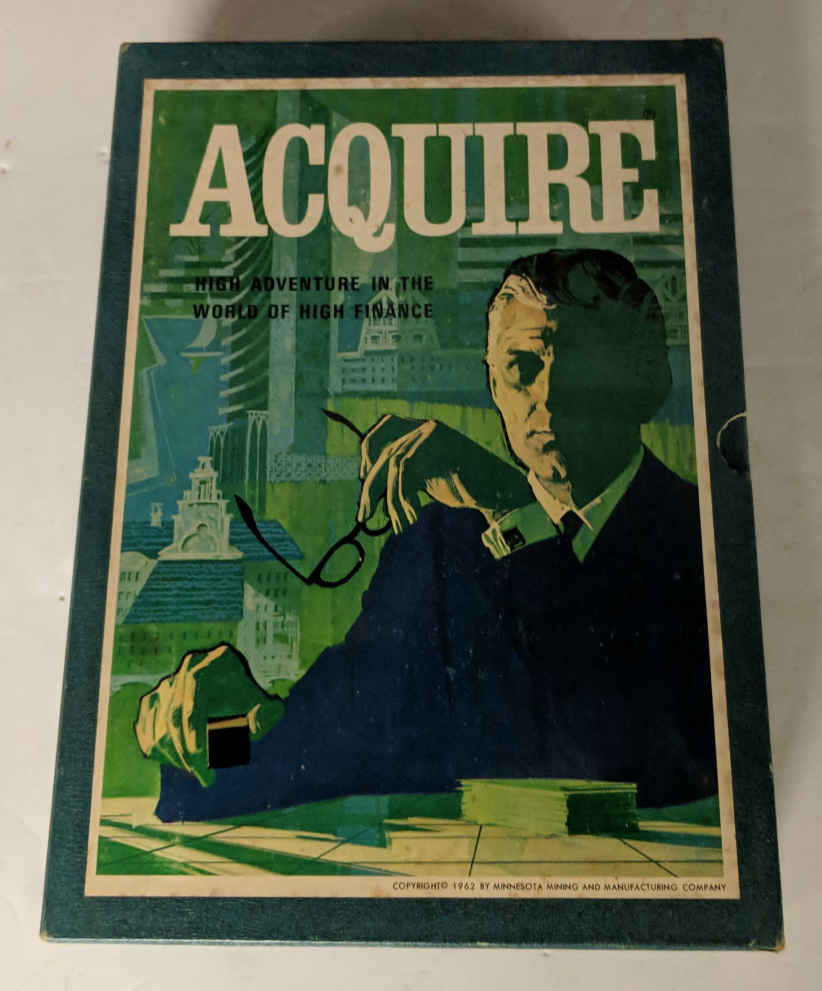 ACQUIRE
®
HIGH ADVENTURE IN THE
WORLD OF HIGH FINANCE
COPYRIGHT© 1962 BY MINNESOTA MINING AND MANUFACTURING COMPANY